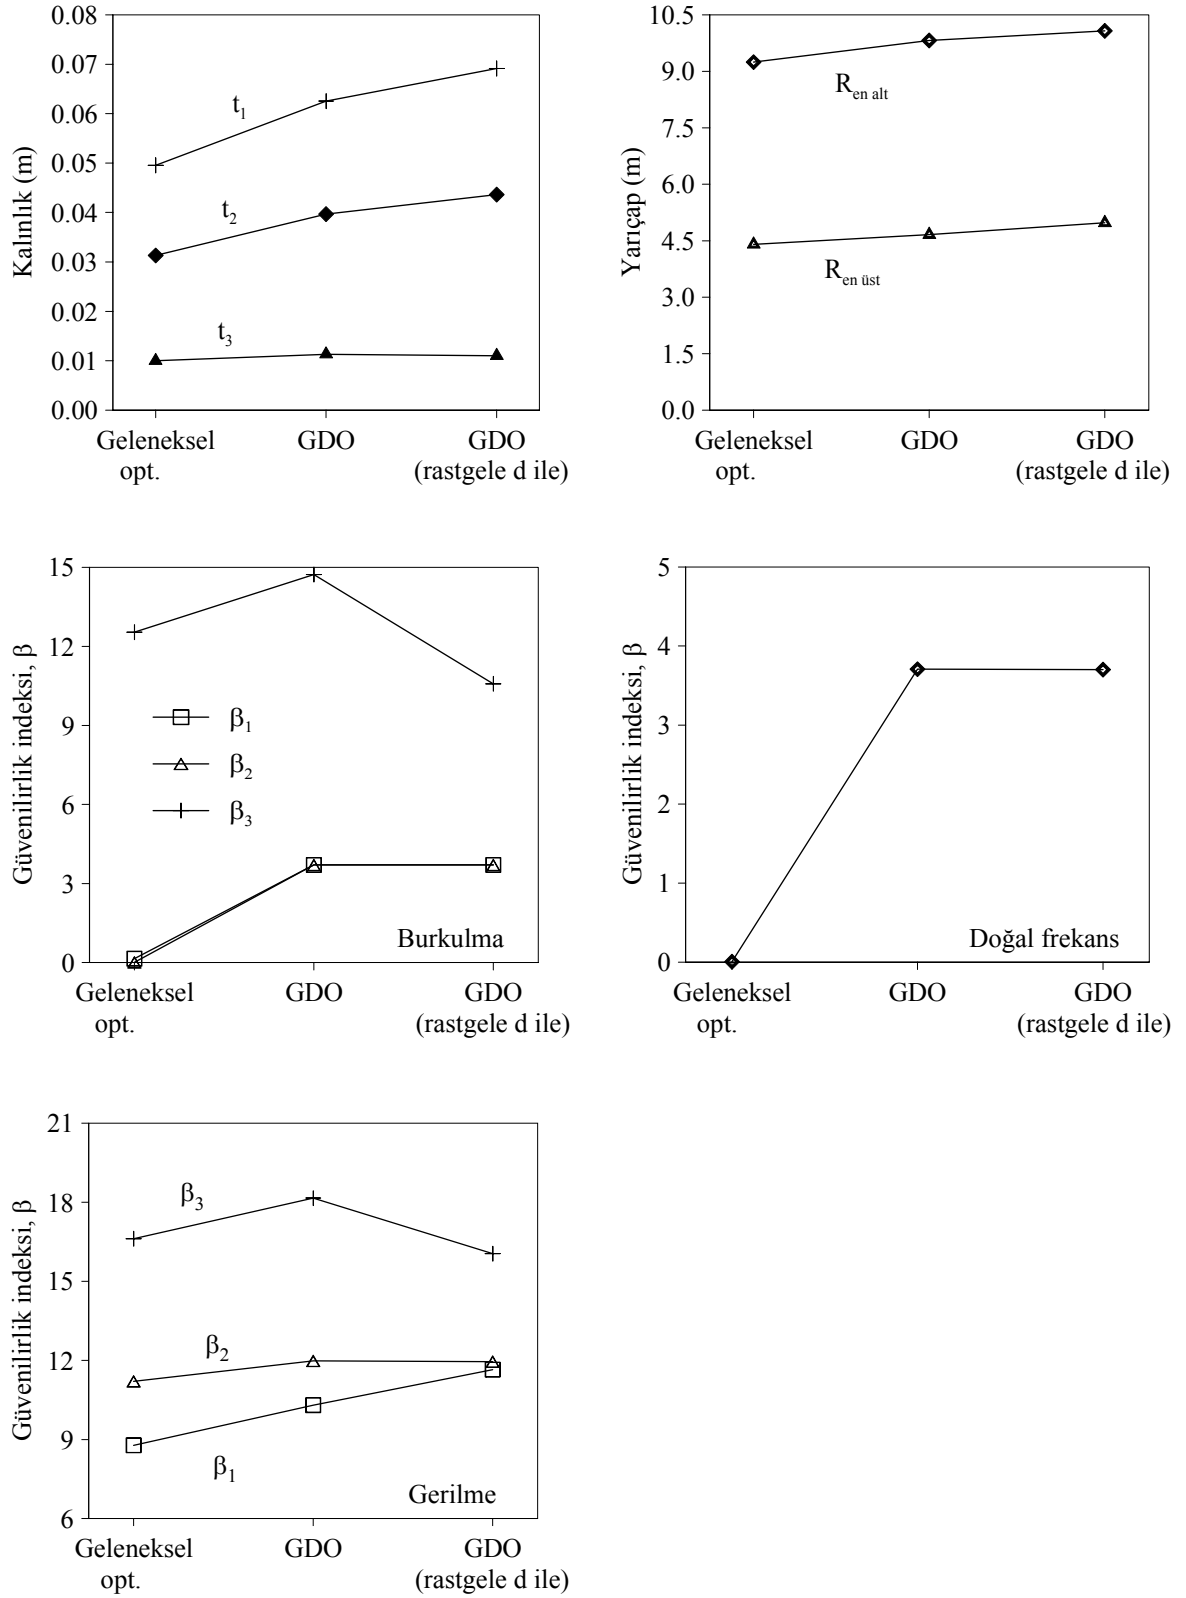 0.08
0.07
0.06
0.05
0.04
0.03
0.02
0.01
0.00
Kalınlık (m)
t1
t2
t3
Geleneksel opt.
GDO
GDO (rastgele d ile)
10.5
9.0
7.5
6.0
4.5
3.0
1.5
0.0
Yarıçap (m)
R en alt
R en üst
Geleneksel opt.
GDO
GDO (rastgele d ile)
15
12
9
6
3
0
Güvenilirlik indeksi, β
β1
β2
β3
Burkulma
Geleneksel opt.
GDO
GDO (rastgele d ile)
5
4
3
2
1
0
Güvenilirlik indeksi, β
Doğal frekans
Geleneksel opt.
GDO
GDO (rastgele d ile)
21
18
15
12
9
6
Güvenilirlik indeksi, β
β3
β2
β1
Gerilme
Geleneksel opt.
GDO
GDO (rastgele d ile)